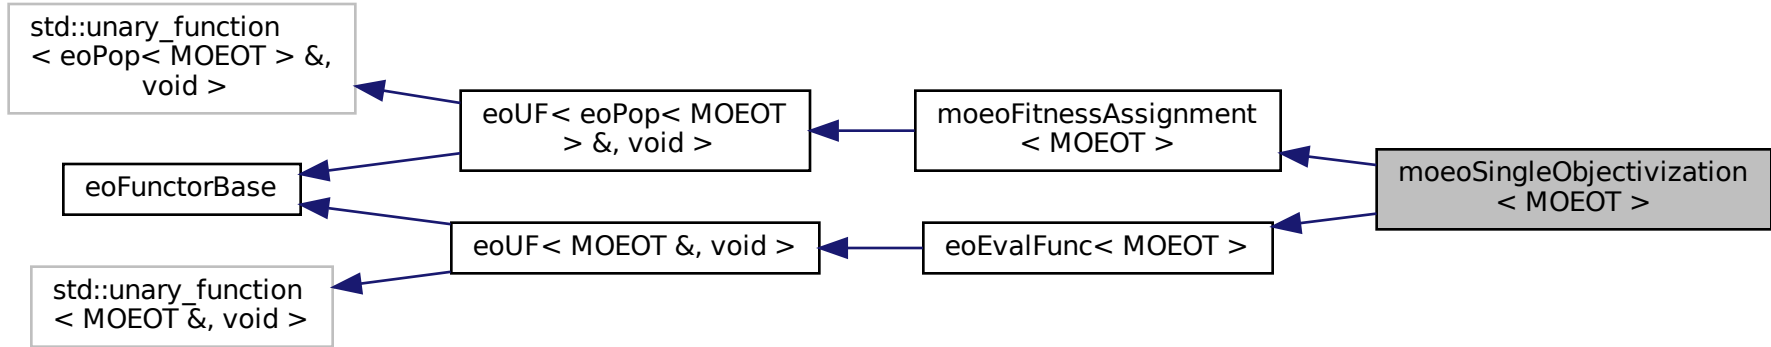 std::unary_function
< eoPop< MOEOT > &,
void >
eoFunctorBase
std::unary_function
< MOEOT &, void >
eoUF< eoPop< MOEOT
> &, void >
eoUF< MOEOT &, void >
moeoFitnessAssignment
< MOEOT >
eoEvalFunc< MOEOT >
moeoSingleObjectivization
< MOEOT >